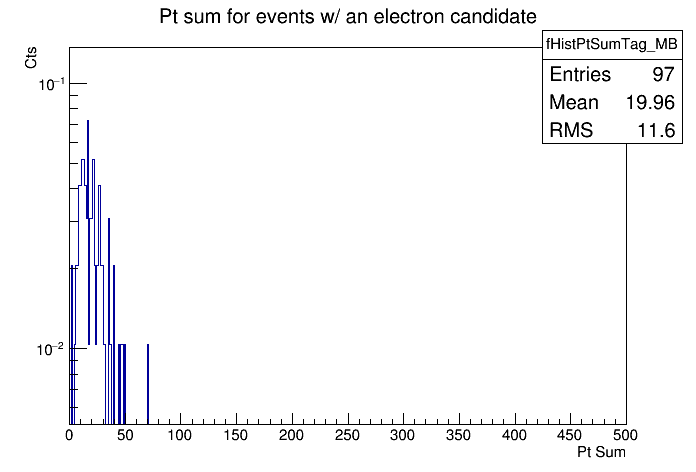 Pt sum for events w/ an electron candidate
fHistPtSumTag_MB
Entries 97
Mean 19.96
RMS 11.6
Cts
10⁻¹
10⁻²
0 50 100 150 200 250 300 350 400 450 500
Pt Sum